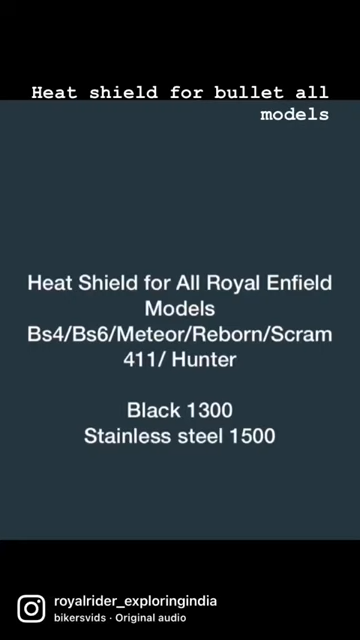 Heat shield for bullet all
models
Heat Shield for All Royal Enfield
Models
Bs4/Bs6/Meteor/Reborn/Scram
411/ Hunter
Black 1300
Stainless steel 1500
royalrider_exploringindia
bikersvids · Original audio